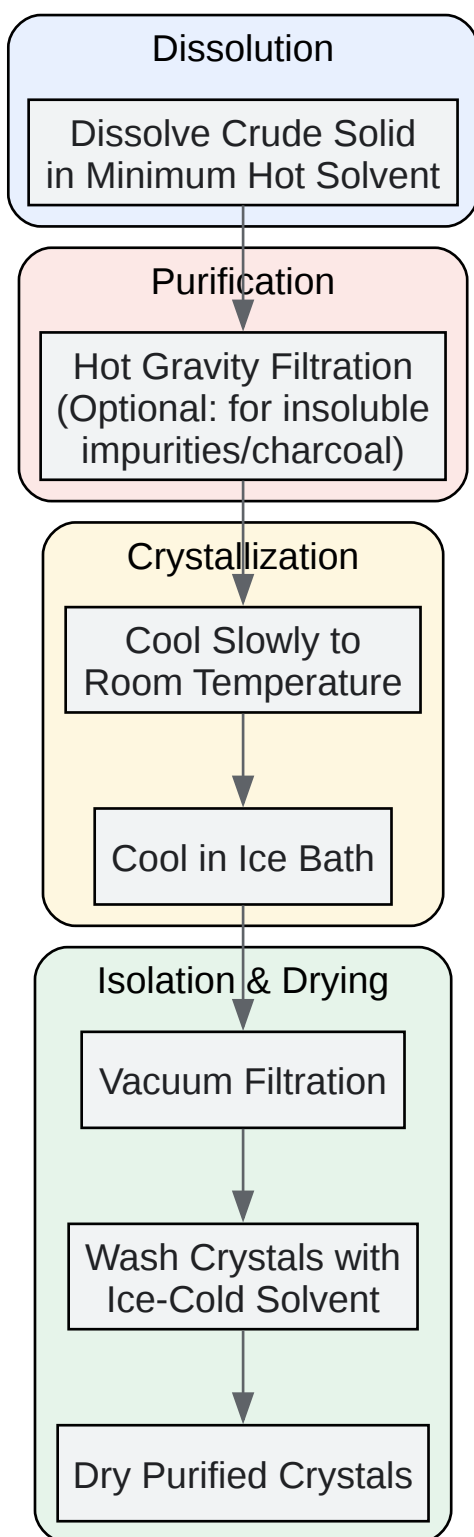 Dissolution
Dissolve Crude Solid
in Minimum Hot Solvent
Purification
Hot Gravity Filtration
(Optional: for insoluble
impurities/charcoal)
Crystallization
Cool Slowly to
Room Temperature
Cool in Ice Bath
Isolation & Drying
Vacuum Filtration
Wash Crystals with
Ice-Cold Solvent
Dry Purified Crystals